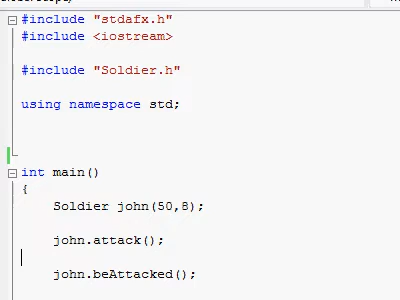 #include "stdafx.h"
#include <iostream>
#include "Soldier.h"
using namespace std;
int main()
{
Soldier john(50,8);
john.attack();
john.beAttacked();